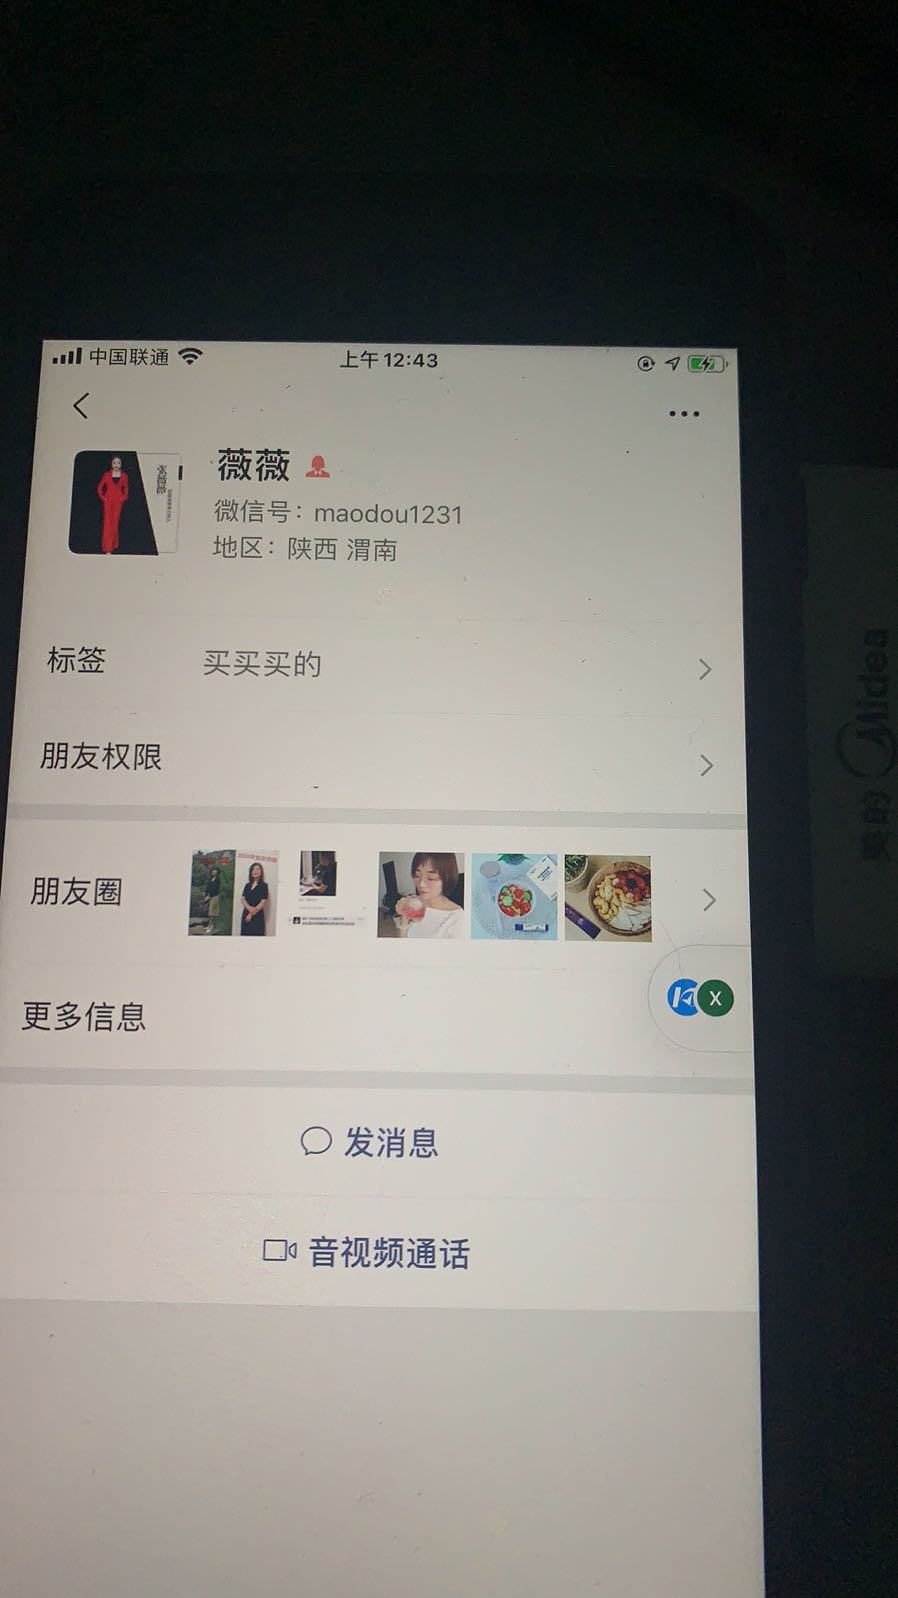 中国联通
上午12:43
薇薇
微信号：maodou1231
地区：陕西 渭南
标签
买买买的
朋友权限
朋友圈
更多信息
X
发消息
音视频通话
Midea
美的